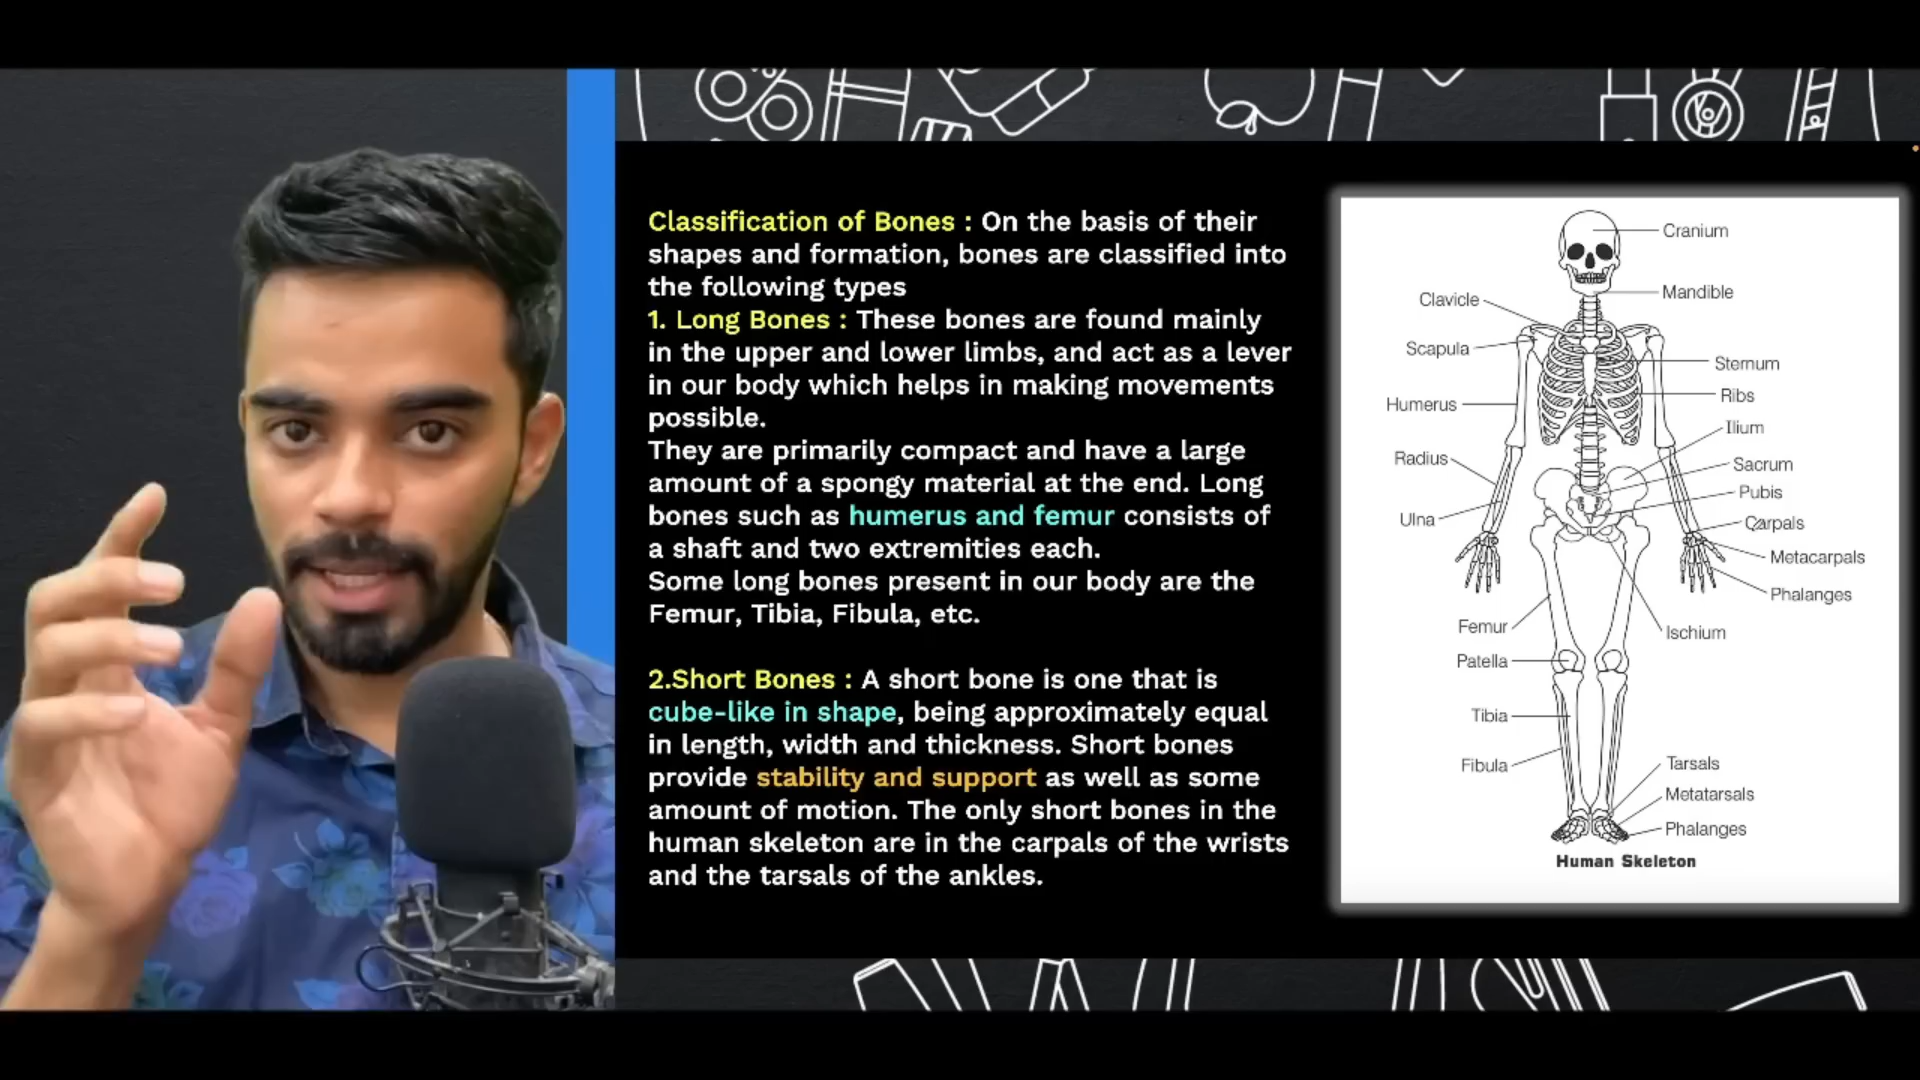 Classification of Bones : On the basis of their
shapes and formation, bones are classified into
the following types
1. Long Bones : These bones are found mainly
in the upper and lower limbs, and act as a lever
in our body which helps in making movements
possible.
They are primarily compact and have a large
amount of a spongy material at the end. Long
bones such as humerus and femur consists of
a shaft and two extremities each.
Some long bones present in our body are the
Femur, Tibia, Fibula, etc.
2.Short Bones : A short bone is one that is
cube-like in shape, being approximately equal
in length, width and thickness. Short bones
provide stability and support as well as some
amount of motion. The only short bones in the
human skeleton are in the carpals of the wrists
and the tarsals of the ankles.
Cranium
Mandible
Clavicle
Scapula
Sternum
Ribs
Humerus
Ilium
Radius
Sacrum
Pubis
Ulna
Carpals
Metacarpals
Phalanges
Femur
Ischium
Patella
Tibia
Fibula
Tarsals
Metatarsals
Phalanges
Human Skeleton